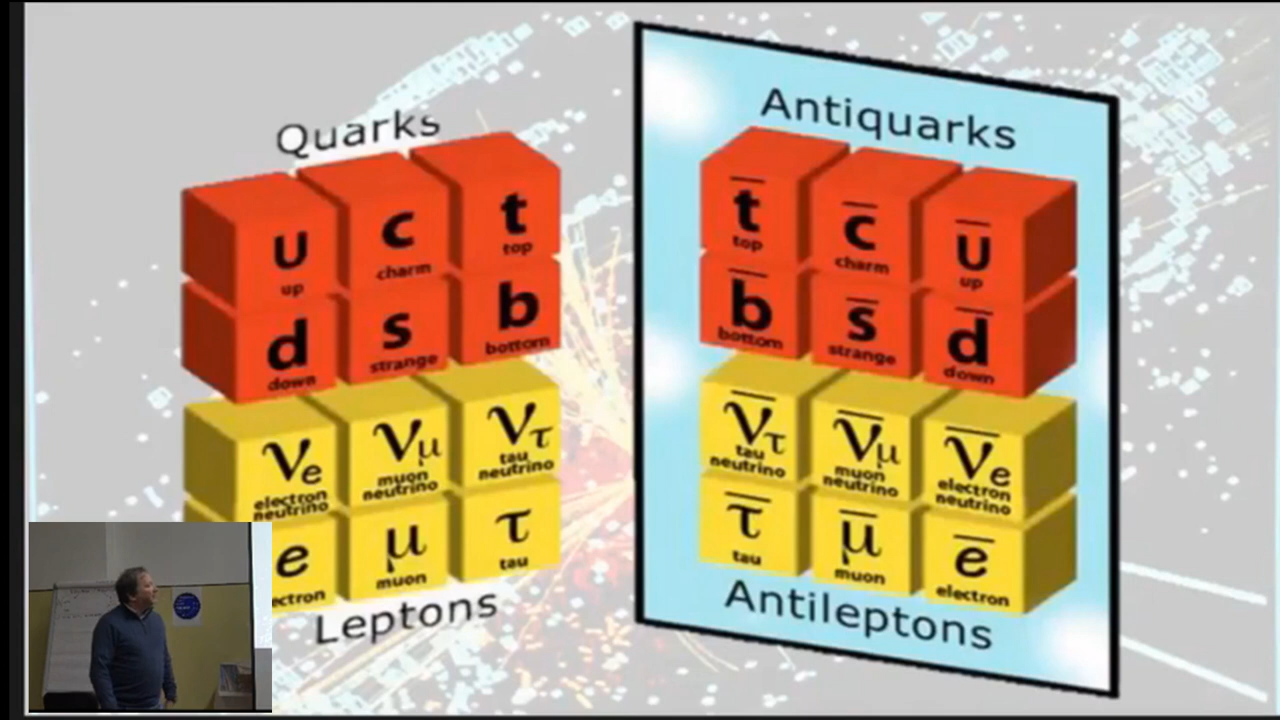 Quarks
u c t
up charm top
d s b
down strange bottom
νe νμ ντ
electron neutrino muon neutrino tau neutrino
e μ τ
ectron muon tau
Leptons
Antiquarks
t̅ c̅ u̅
top charm up
b̅ s̅ d̅
bottom strange down
ν̅τ ν̅μ ν̅e
tau neutrino muon neutrino electron neutrino
τ̅ μ̅ e̅
tau muon electron
Antileptons